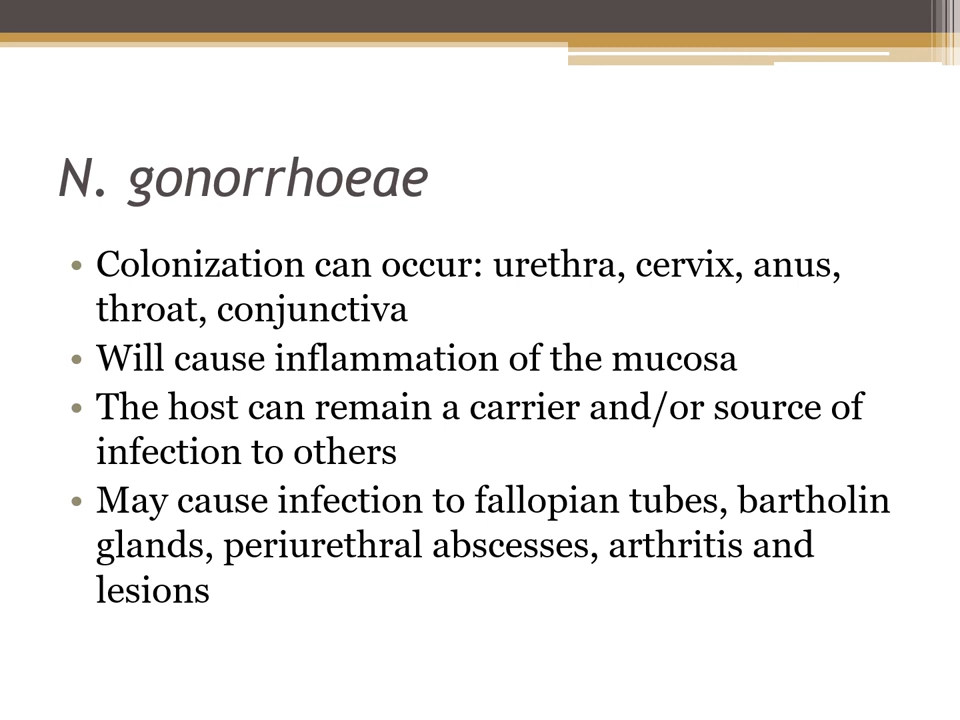 N. gonorrhoeae
• Colonization can occur: urethra, cervix, anus,
throat, conjunctiva
• Will cause inflammation of the mucosa
• The host can remain a carrier and/or source of
infection to others
• May cause infection to fallopian tubes, bartholin
glands, periurethral abscesses, arthritis and
lesions